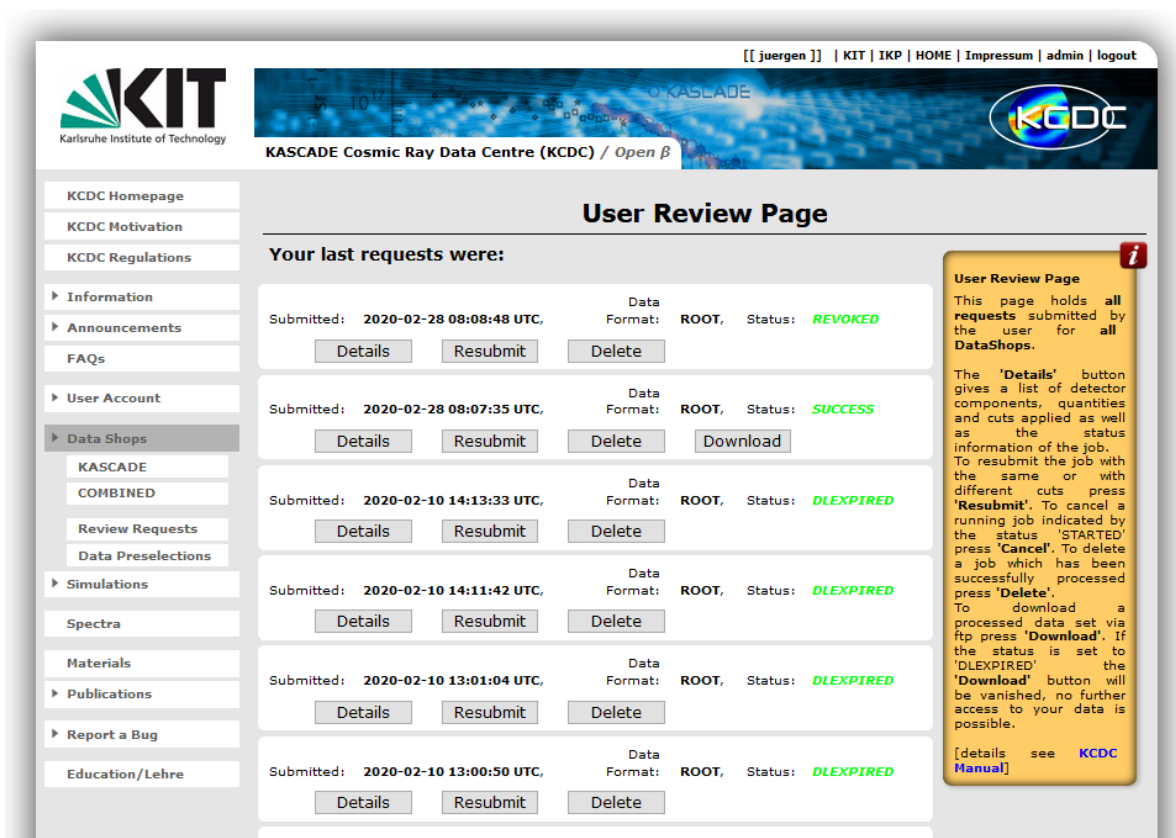 [[ juergen ]]   | KIT | IKP | HOME | Impressum | admin | logout
KIT
Karlsruhe Institute of Technology
10¹⁷
KASCADE
KCDC
KASCADE Cosmic Ray Data Centre (KCDC) / Open β
KCDC Homepage
KCDC Motivation
KCDC Regulations
Information
Announcements
FAQs
User Account
Data Shops
KASCADE
COMBINED
Review Requests
Data Preselections
Simulations
Spectra
Materials
Publications
Report a Bug
Education/Lehre
User Review Page
Your last requests were:
Data
Submitted: 2020-02-28 08:08:48 UTC, Format: ROOT, Status: REVOKED
Details Resubmit Delete
Data
Submitted: 2020-02-28 08:07:35 UTC, Format: ROOT, Status: SUCCESS
Details Resubmit Delete Download
Data
Submitted: 2020-02-10 14:13:33 UTC, Format: ROOT, Status: DLEXPIRED
Details Resubmit Delete
Data
Submitted: 2020-02-10 14:11:42 UTC, Format: ROOT, Status: DLEXPIRED
Details Resubmit Delete
Data
Submitted: 2020-02-10 13:01:04 UTC, Format: ROOT, Status: DLEXPIRED
Details Resubmit Delete
Data
Submitted: 2020-02-10 13:00:50 UTC, Format: ROOT, Status: DLEXPIRED
Details Resubmit Delete
i
User Review Page
This page holds all
requests submitted by
the user for all
DataShops.
The 'Details' button
gives a list of detector
components, quantities
and cuts applied as well
as the status
information of the job.
To resubmit the job with
the same or with
different cuts press
'Resubmit'. To cancel a
running job indicated by
the status 'STARTED'
press 'Cancel'. To delete
a job which has been
successfully processed
press 'Delete'.
To download a
processed data set via
ftp press 'Download'. If
the status is set to
'DLEXPIRED' the
'Download' button will
be vanished, no further
access to your data is
possible.
[details see KCDC
Manual]